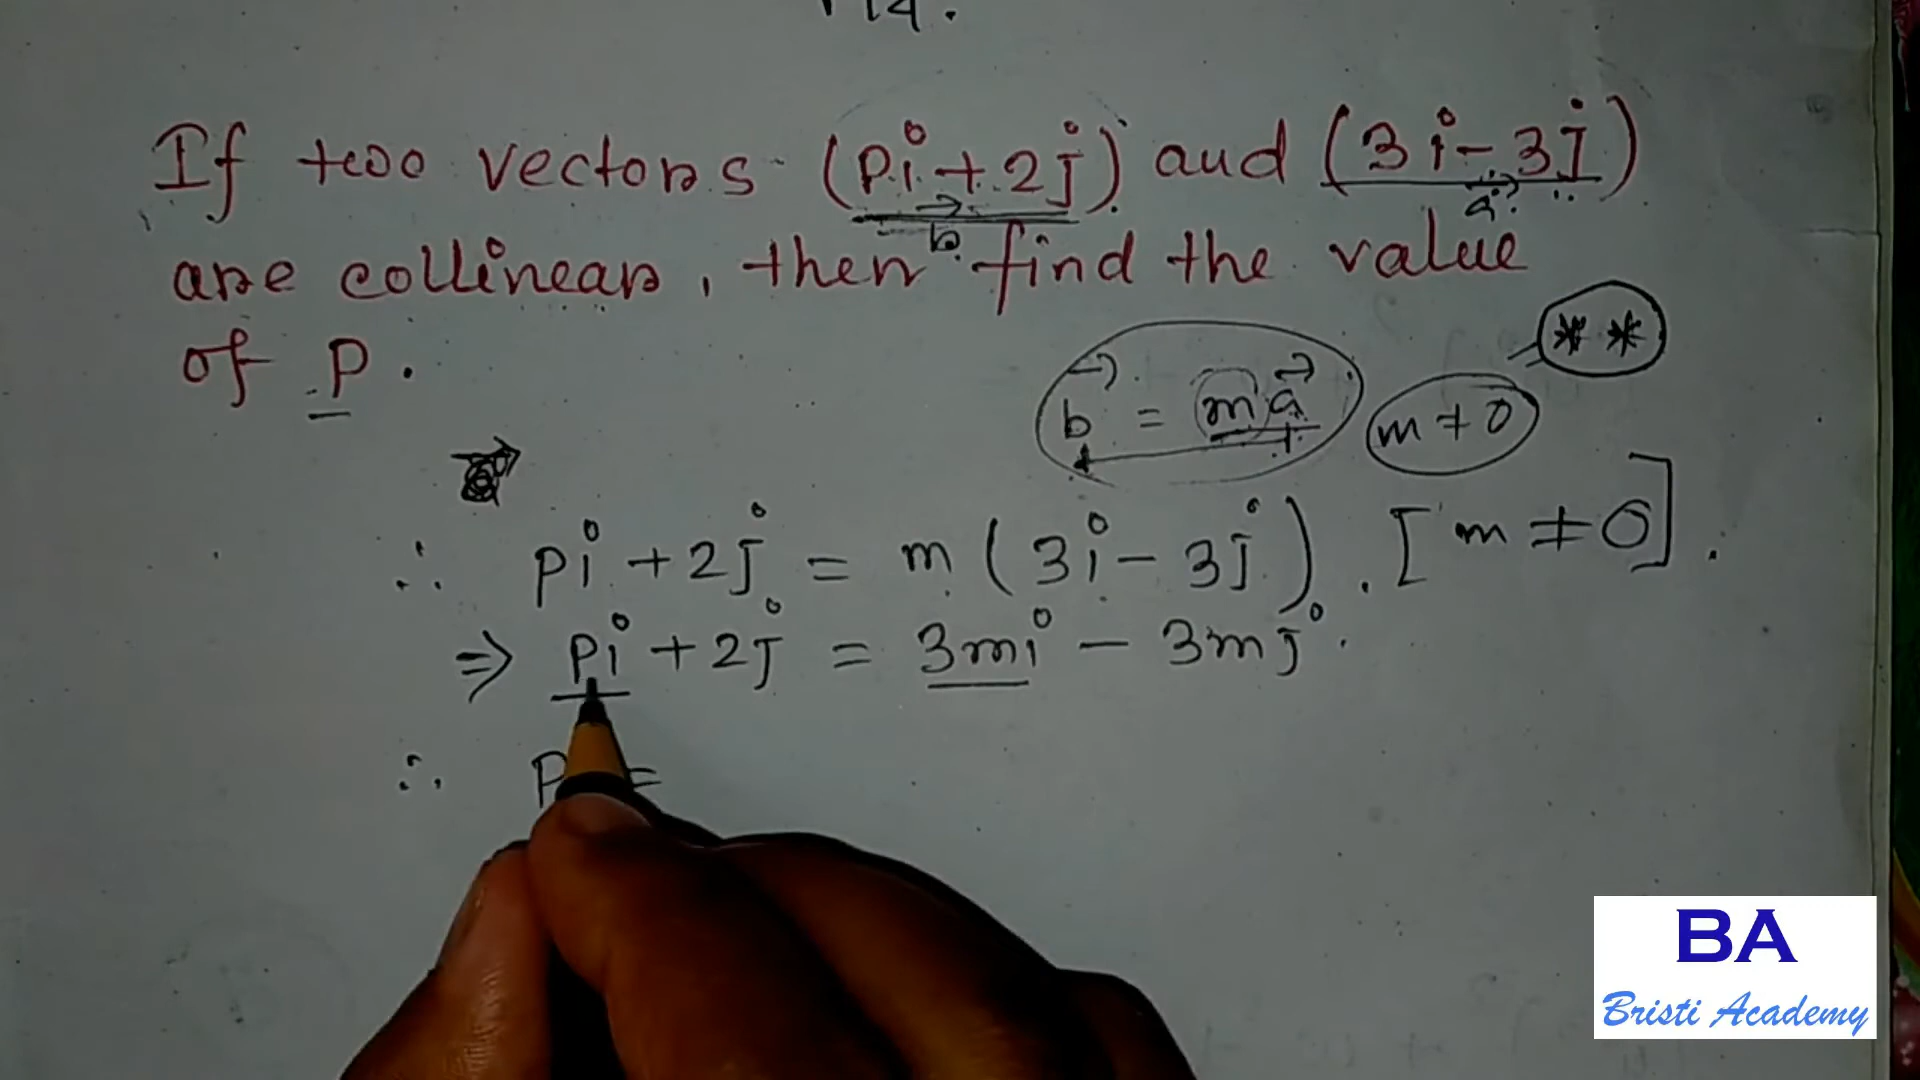 If two vectors (pi + 2j) and (3i - 3j)
b a
are collinear, then find the value
of P.
**
b = ma m ≠ 0
∴ pi + 2j = m (3i - 3j). [m ≠ 0].
⇒ pi + 2j = 3mi - 3mj.
∴ P =
BA
Bristi Academy